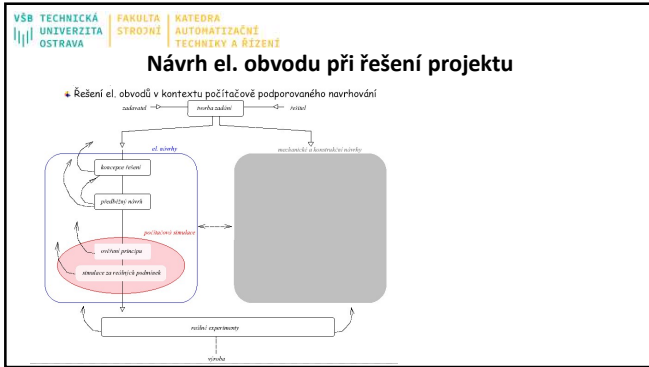 VŠB TECHNICKÁ
UNIVERZITA
OSTRAVA
FAKULTA
STROJNÍ
KATEDRA
AUTOMATIZAČNÍ
TECHNIKY A ŘÍZENÍ
Návrh el. obvodu při řešení projektu
Řešení el. obvodů v kontextu počítačově podporovaného navrhování
zadavatel
tvorba zadání
řešitel
el. návrhy
mechanické a konstrukční návrhy
koncepce řešení
předběžný návrh
počítačová simulace
ověření principu
simulace za reálných podmínek
reálné experimenty
výroba